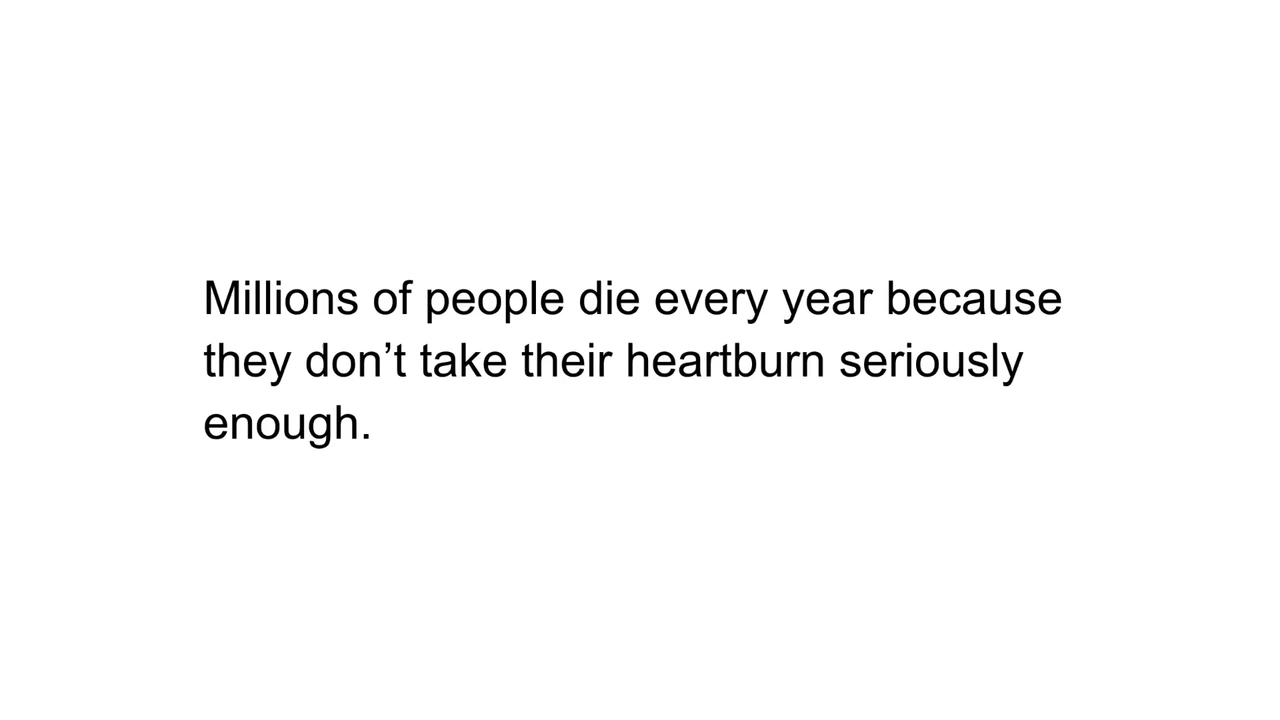 Millions of people die every year because
they don’t take their heartburn seriously
enough.